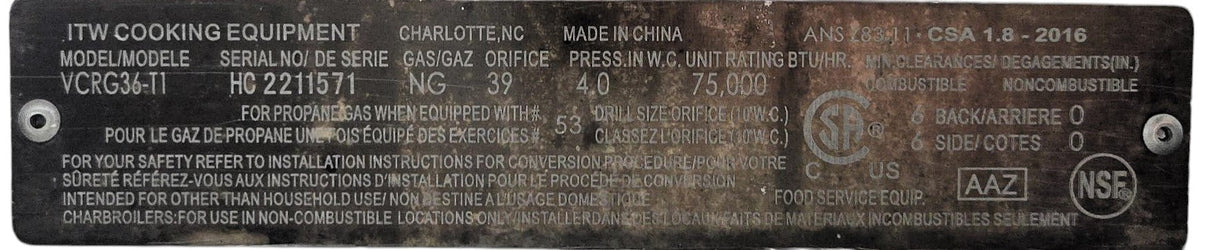 ITW COOKING EQUIPMENT CHARLOTTE,NC MADE IN CHINA ANS Z83.11· CSA 1.8 - 2016
MODEL/MODELE SERIAL NO/ DE SERIE GAS/GAZ ORIFICE PRESS.IN W.C. UNIT RATING BTU/HR. MIN.CLEARANCES/ DEGAGEMENTS(IN.)
VCRG36-T1 HC 2211571 NG 39 4.0 75,000 COMBUSTIBLE NONCOMBUSTIBLE
FOR PROPANE GAS WHEN EQUIPPED WITH # 53 DRILL SIZE ORIFICE (10"W.C.) 6 BACK/ARRIERE 0
POUR LE GAZ DE PROPANE UNE FOIS ÉQUIPÉ DES EXERCICES # CLASSEZ L'ORIFICE (10"W.C.) 6 SIDE/ COTES 0
CSA ® C US
FOR YOUR SAFETY REFER TO INSTALLATION INSTRUCTIONS FOR CONVERSION PROCEDURE/POUR VOTRE
SÛRETÉ RÉFÉREZ-VOUS AUX INSTRUCTIONS D'INSTALLATION POUR LE PROCÉDÉ DE CONVERSION
INTENDED FOR OTHER THAN HOUSEHOLD USE/ NON DESTINE A L'USAGE DOMESTIQUE FOOD SERVICE EQUIP. AAZ NSF®
CHARBROILERS:FOR USE IN NON-COMBUSTIBLE LOCATIONS ONLY/INSTALLER DANS DES LOCAUX FAITS DE MATERIAUX INCOMBUSTIBLES SEULEMENT